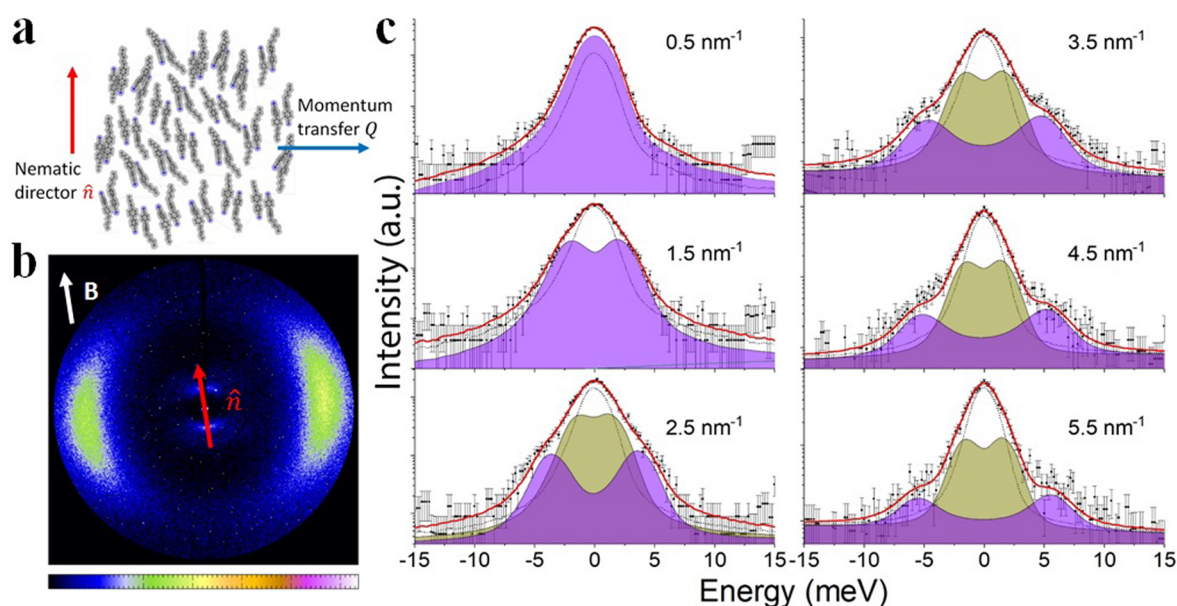 a
Nematic
director n̂
Momentum
transfer Q
b
B
n̂
c
Intensity (a.u.)
0.5 nm⁻¹
1.5 nm⁻¹
2.5 nm⁻¹
3.5 nm⁻¹
4.5 nm⁻¹
5.5 nm⁻¹
-15 -10 -5 0 5 10 15
-15 -10 -5 0 5 10 15
Energy (meV)